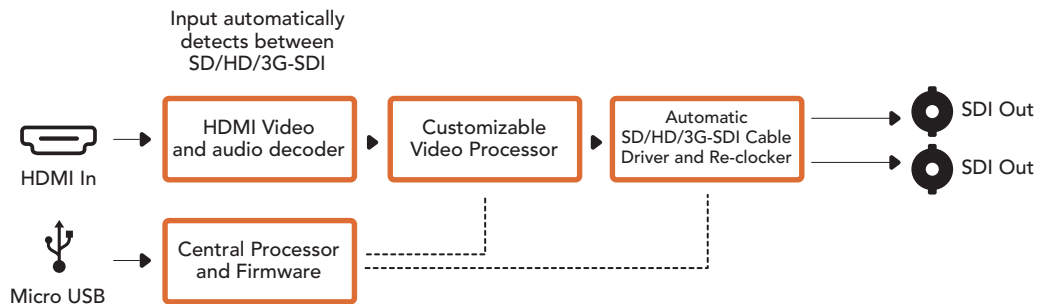 Input automatically
detects between
SD/HD/3G-SDI
HDMI In
HDMI Video
and audio decoder
Customizable
Video Processor
Automatic
SD/HD/3G-SDI Cable
Driver and Re-clocker
SDI Out
SDI Out
Micro USB
Central Processor
and Firmware